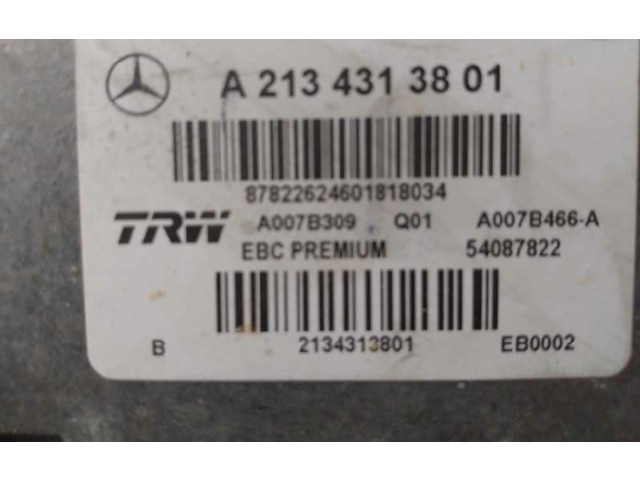 A 213 431 38 01
87822624601818034
TRW A007B309 Q01 A007B466-A
EBC PREMIUM 54087822
B 2134313801 EB0002